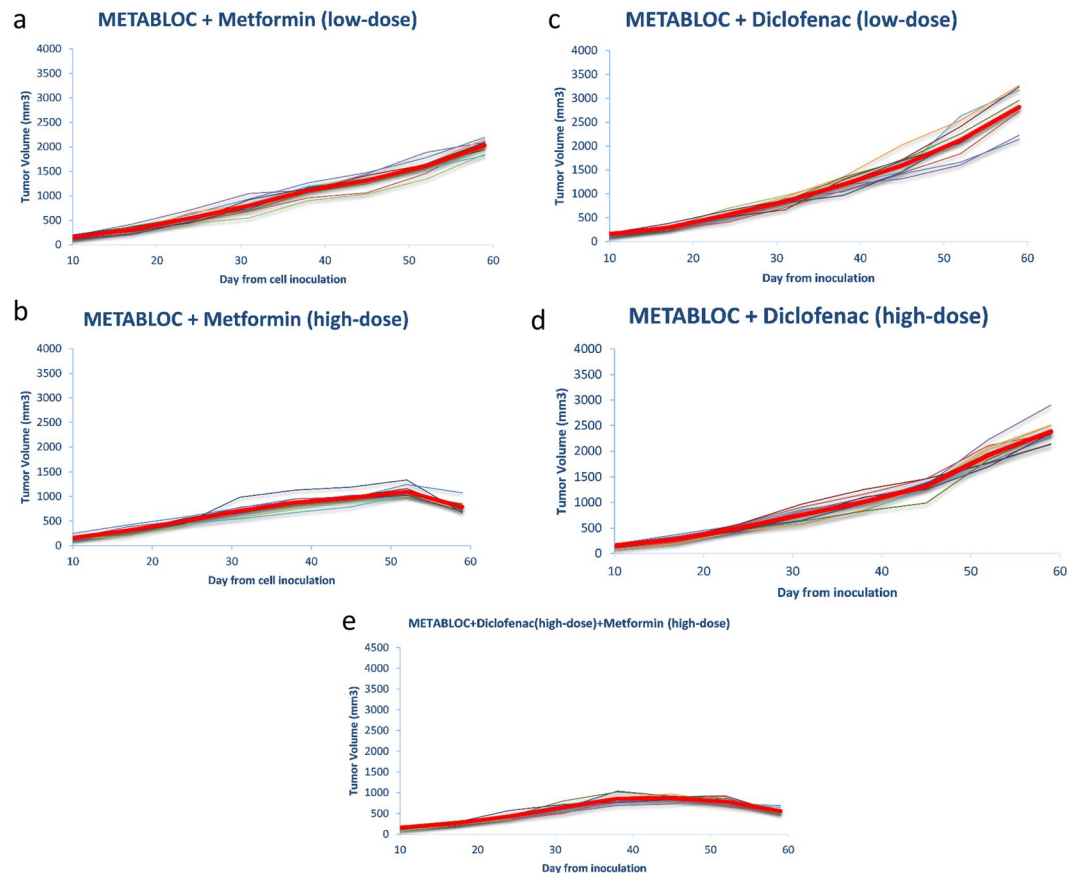 a
METABLOC + Metformin (low-dose)
4000
3500
3000
2500
2000
1500
1000
500
0
Tumor Volume (mm3)
10 20 30 40 50 60
Day from cell inoculation
c
METABLOC + Diclofenac (low-dose)
4000
3500
3000
2500
2000
1500
1000
500
0
Tumor Volume (mm3)
10 20 30 40 50 60
Day from cell inoculation
b
METABLOC + Metformin (high-dose)
4000
3500
3000
2500
2000
1500
1000
500
0
Tumor Volume (mm3)
10 20 30 40 50 60
Day from cell inoculation
d
METABLOC + Diclofenac (high-dose)
4000
3500
3000
2500
2000
1500
1000
500
0
Tumor Volume (mm3)
10 20 30 40 50 60
Day from inoculation
e
METABLOC+Diclofenac(high-dose)+Metformin (high-dose)
4500
4000
3500
3000
2500
2000
1500
1000
500
0
Tumor Volume (mm3)
10 20 30 40 50 60
Day from inoculation